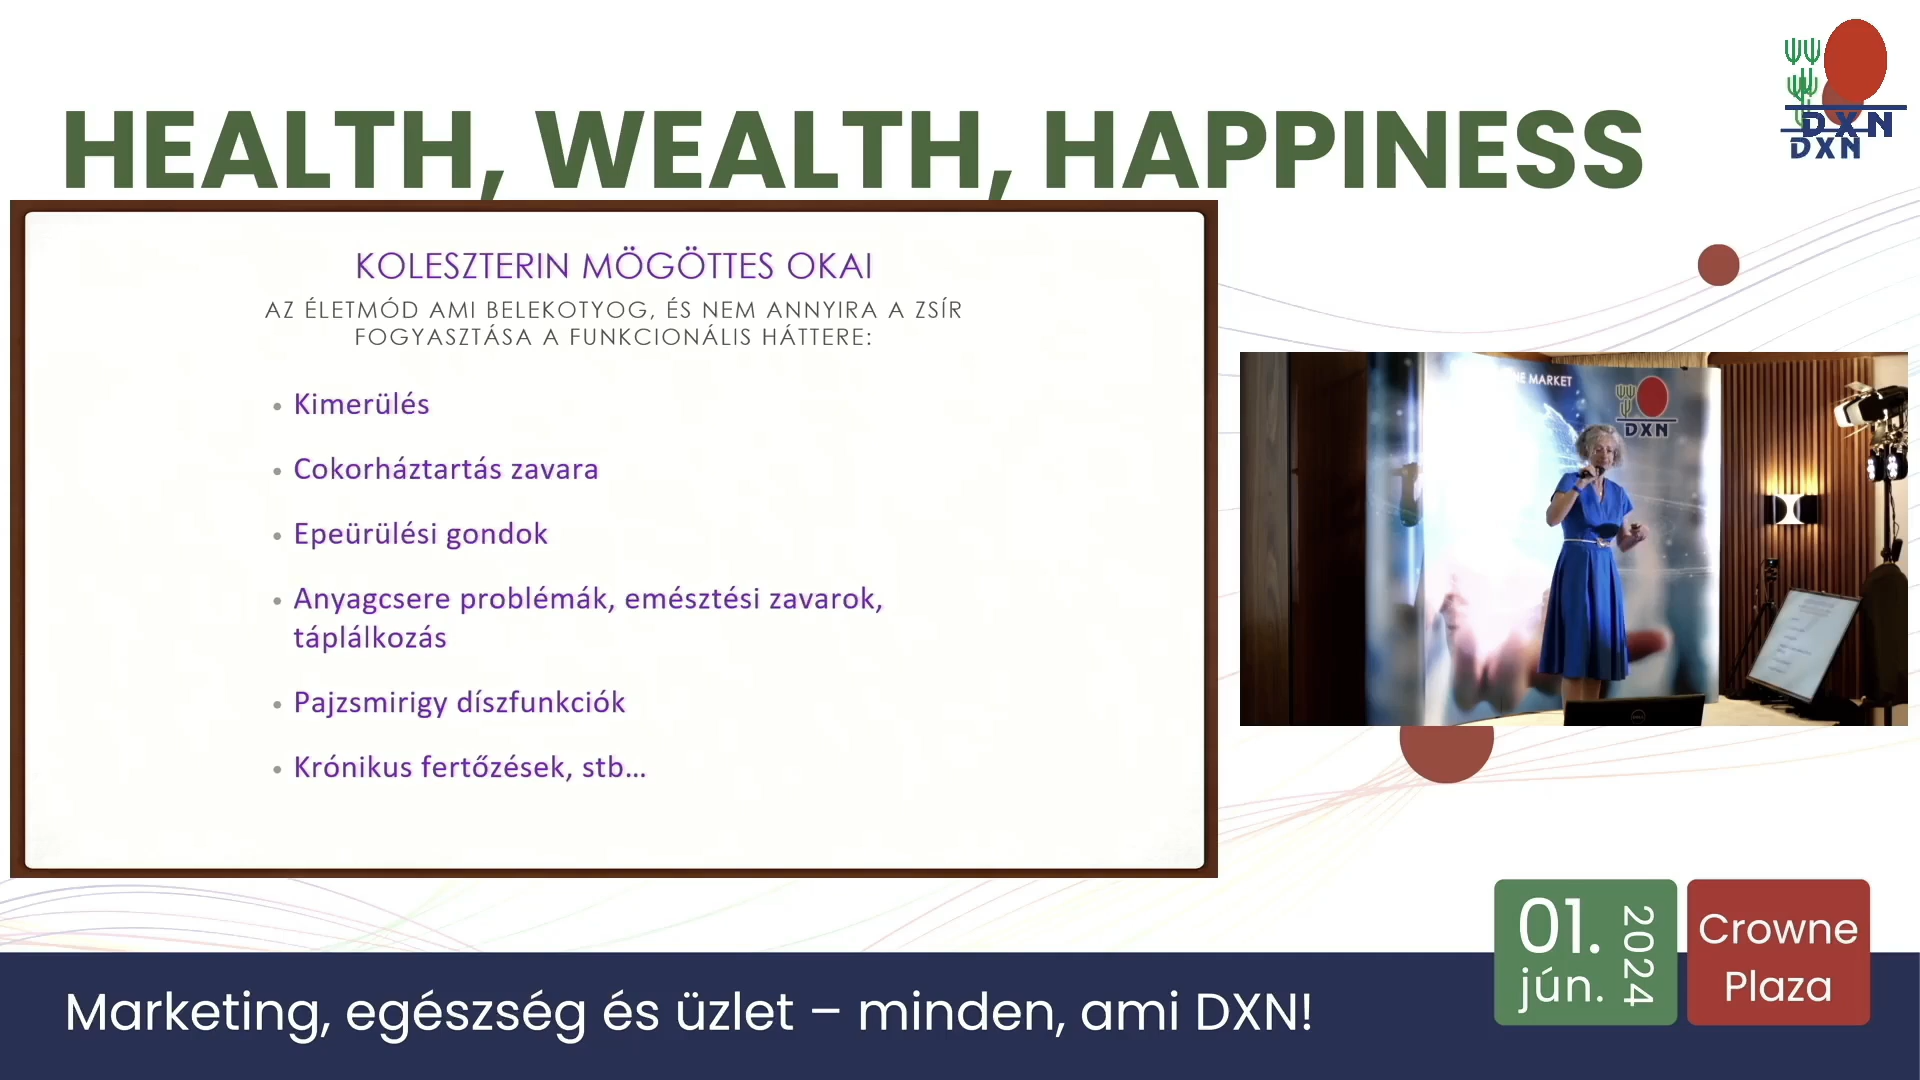 HEALTH, WEALTH, HAPPINESS
DXN
DXN
KOLESZTERIN MÖGÖTTES OKAI
AZ ÉLETMÓD AMI BELEKOTYOG, ÉS NEM ANNYIRA A ZSÍR
FOGYASZTÁSA A FUNKCIONÁLIS HÁTTERE:
• Kimerülés
• Cokorháztartás zavara
• Epeürülési gondok
• Anyagcsere problémák, emésztési zavarok,
táplálkozás
• Pajzsmirigy díszfunkciók
• Krónikus fertőzések, stb...
MARKET
DXN
01.
jún.
2024
Crowne
Plaza
Marketing, egészség és üzlet – minden, ami DXN!